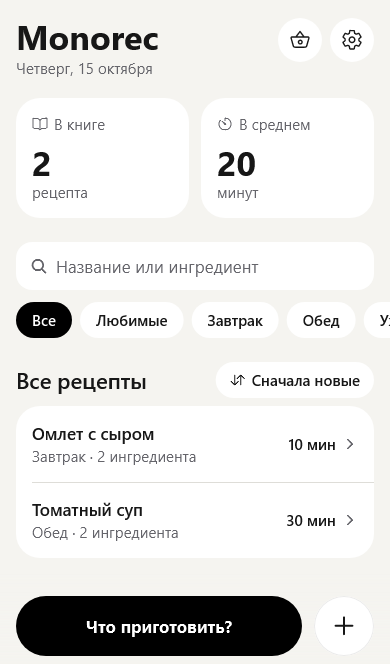 Monorec
Четверг, 15 октября
В книге
2
рецепта
В среднем
20
минут
Название или ингредиент
Все
Любимые
Завтрак
Обед
Все рецепты
Сначала новые
Омлет с сыром
Завтрак · 2 ингредиента
10 мин
Томатный суп
Обед · 2 ингредиента
30 мин
Что приготовить?